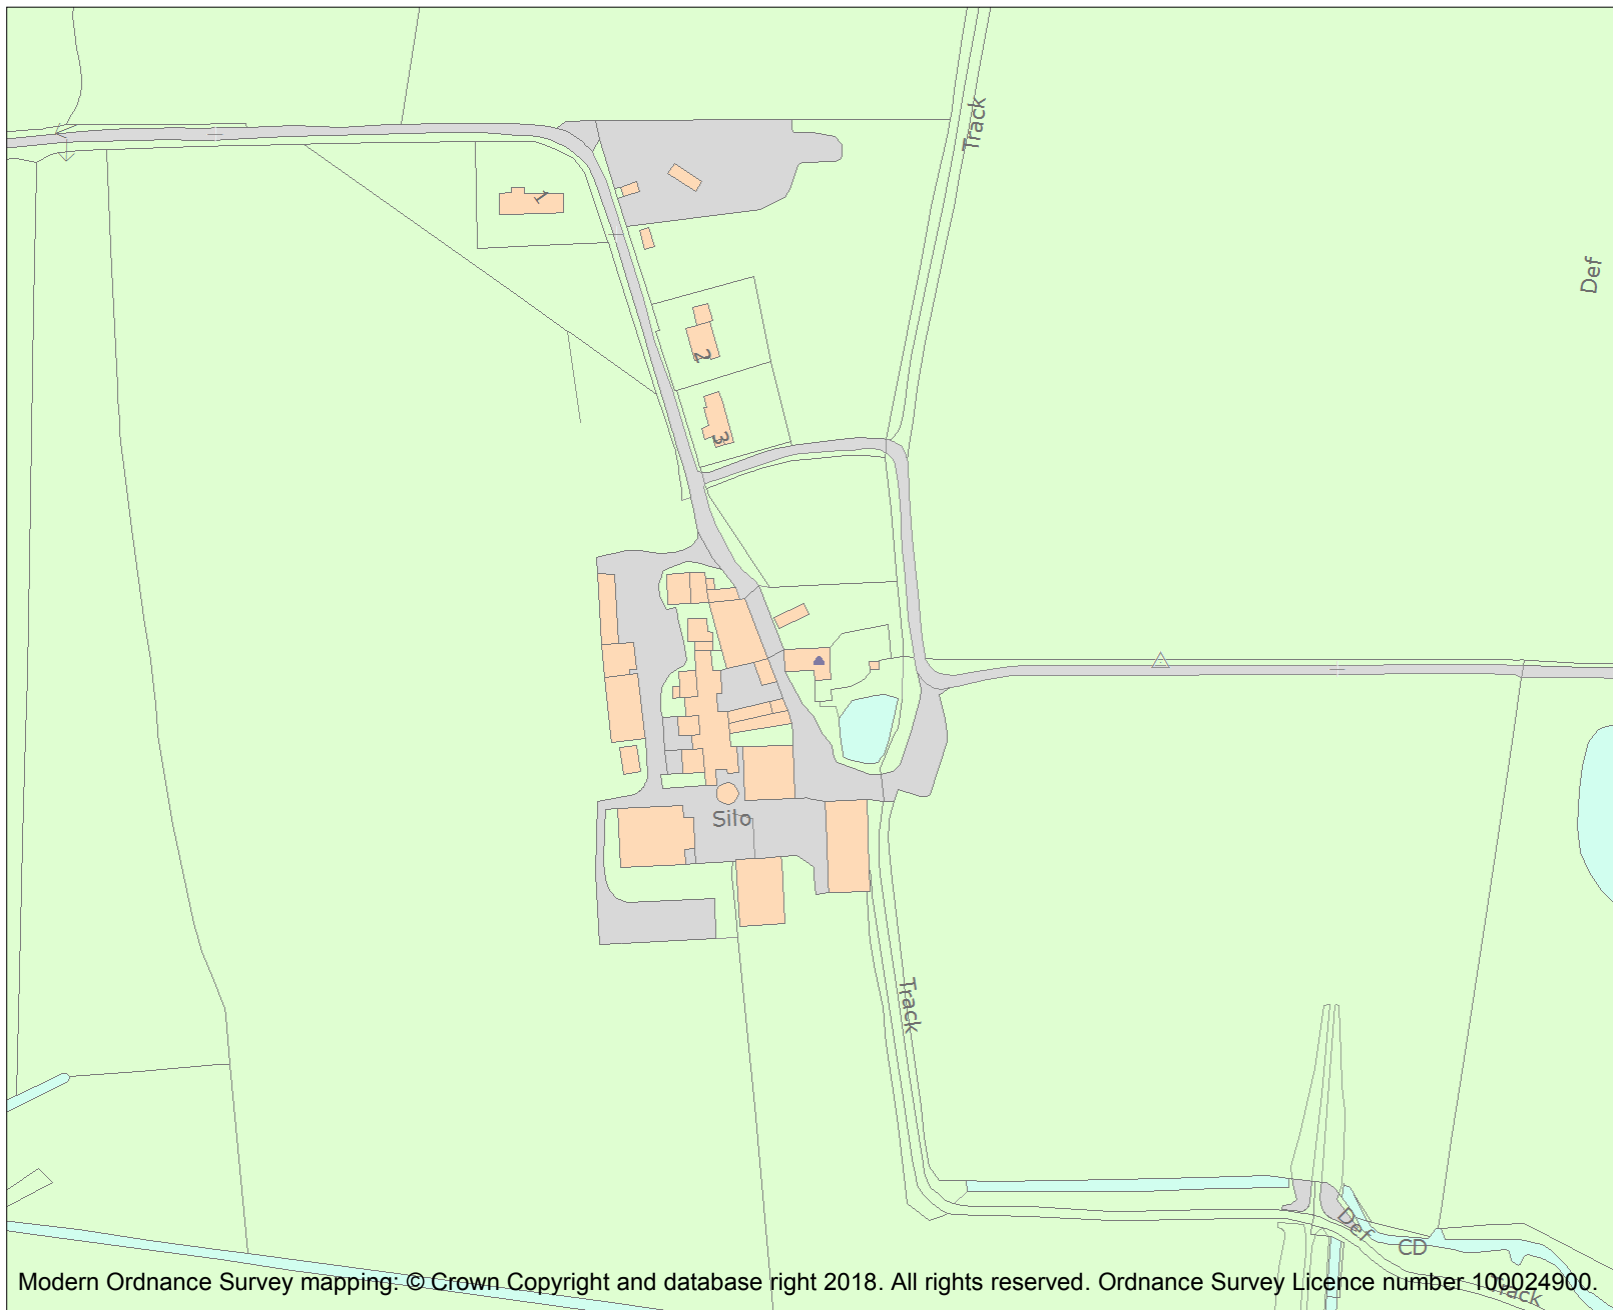 Track
1
Def
2
3
Silo
Track
Def
CD
Track
Modern Ordnance Survey mapping: © Crown Copyright and database right 2018. All rights reserved. Ordnance Survey Licence number 100024900.